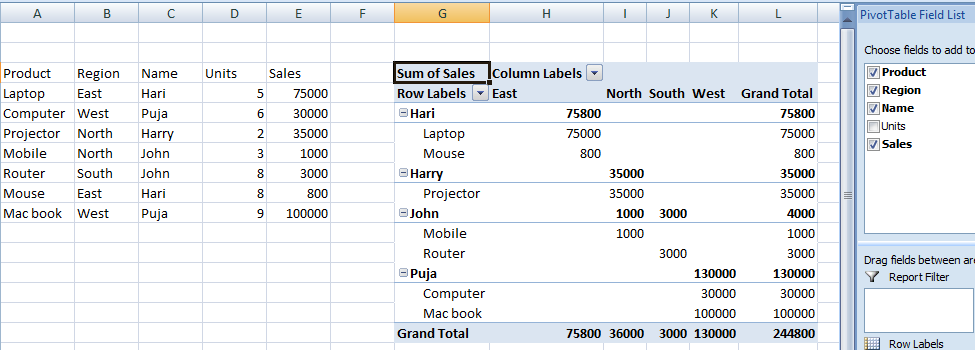 A B C D E F G H I J K L PivotTable Field List
Choose fields to add to
Product Region Name Units Sales Sum of Sales Column Labels Product
Laptop East Hari 5 75000 Row Labels East North South West Grand Total Region
Computer West Puja 6 30000 Hari 75800 75800 Name
Projector North Harry 2 35000 Laptop 75000 75000 Units
Mobile North John 3 1000 Mouse 800 800 Sales
Router South John 8 3000 Harry 35000 35000
Mouse East Hari 8 800 Projector 35000 35000
Mac book West Puja 9 100000 John 1000 3000 4000
Mobile 1000 1000
Router 3000 3000
Puja 130000 130000 Drag fields between are
Report Filter
Computer 30000 30000
Mac book 100000 100000
Grand Total 75800 36000 3000 130000 244800
Row Labels